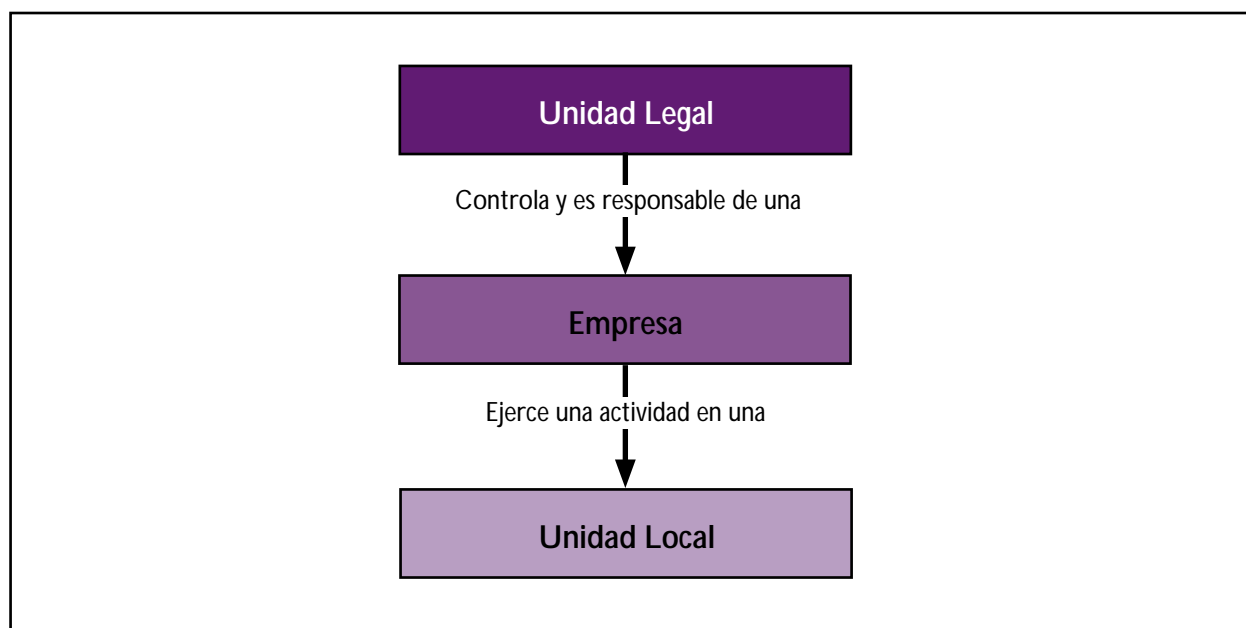 Unidad Legal
Controla y es responsable de una
Empresa
Ejerce una actividad en una
Unidad Local